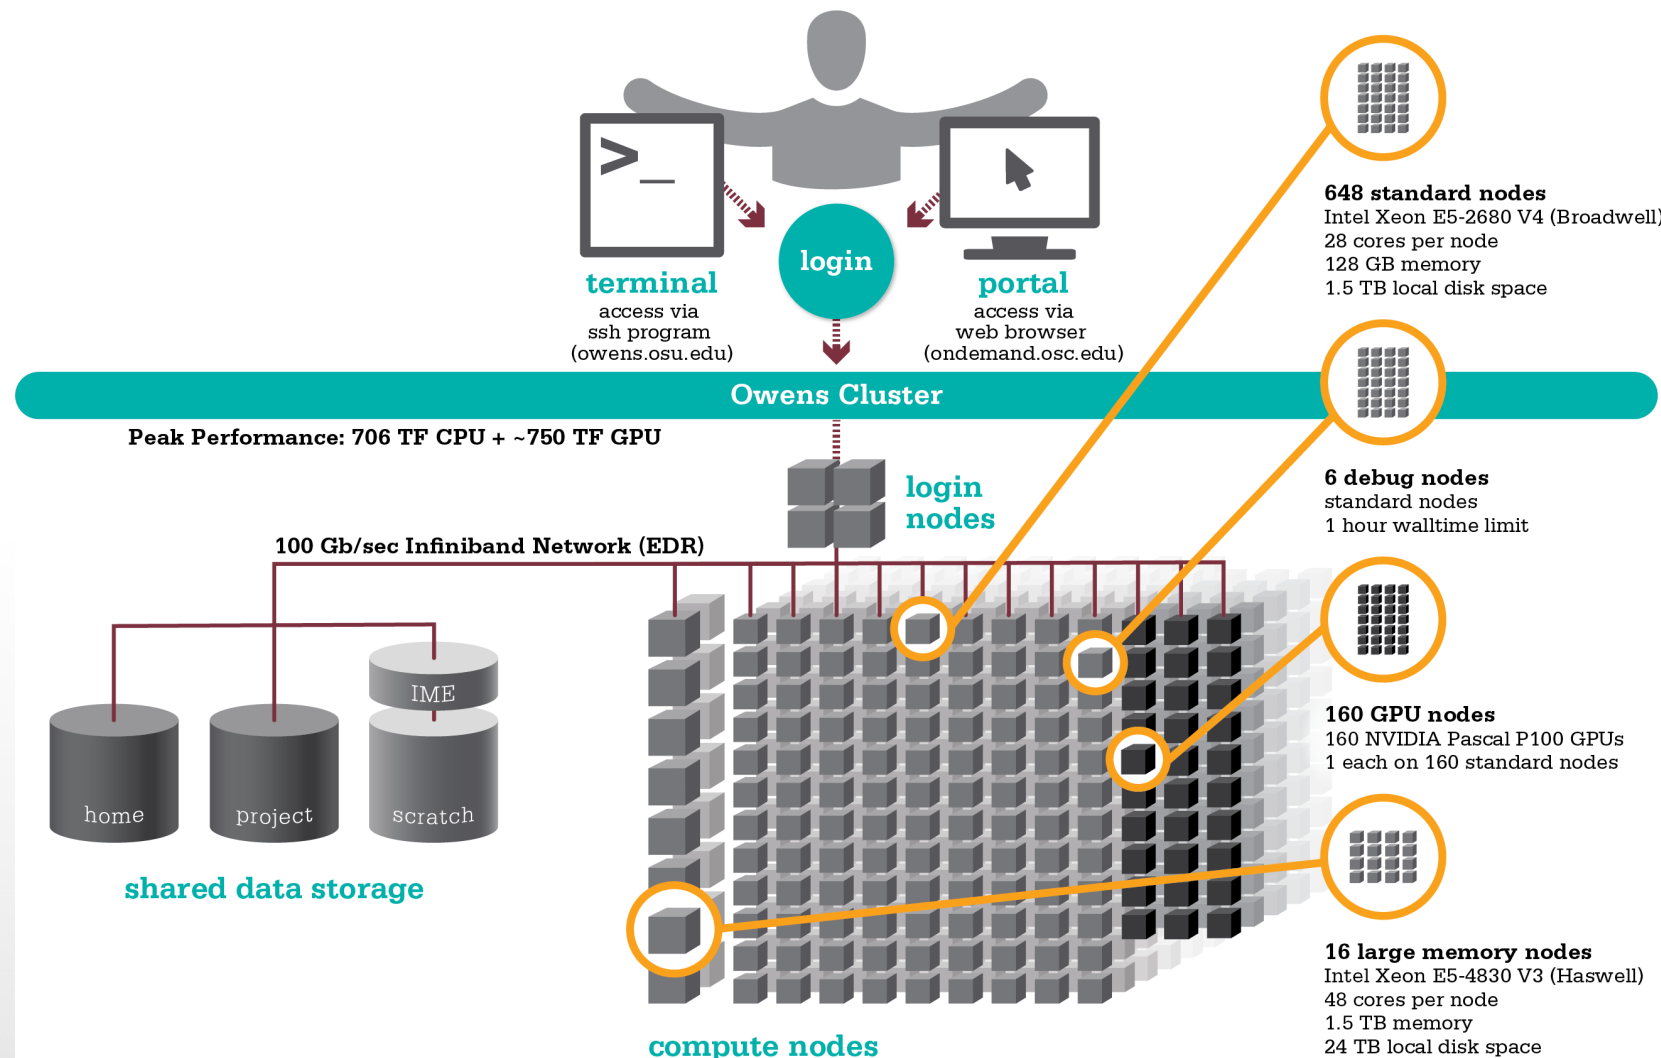 >_
login
terminal
access via
ssh program
(owens.osu.edu)
portal
access via
web browser
(ondemand.osc.edu)
Owens Cluster
Peak Performance: 706 TF CPU + ~750 TF GPU
login
nodes
100 Gb/sec Infiniband Network (EDR)
IME
home
project
scratch
shared data storage
compute nodes
648 standard nodes
Intel Xeon E5-2680 V4 (Broadwell)
28 cores per node
128 GB memory
1.5 TB local disk space
6 debug nodes
standard nodes
1 hour walltime limit
160 GPU nodes
160 NVIDIA Pascal P100 GPUs
1 each on 160 standard nodes
16 large memory nodes
Intel Xeon E5-4830 V3 (Haswell)
48 cores per node
1.5 TB memory
24 TB local disk space